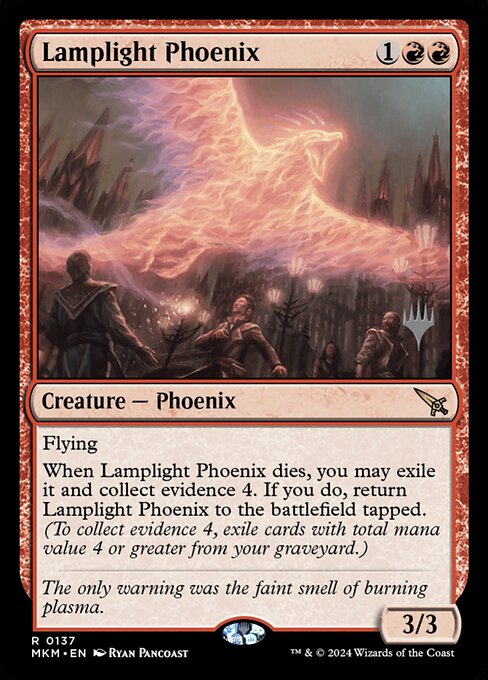 Lamplight Phoenix 1
Creature — Phoenix
Flying
When Lamplight Phoenix dies, you may exile
it and collect evidence 4. If you do, return
Lamplight Phoenix to the battlefield tapped.
(To collect evidence 4, exile cards with total mana
value 4 or greater from your graveyard.)
The only warning was the faint smell of burning
plasma.
3/3
R 0137
MKM • EN Ryan Pancoast ™ & © 2024 Wizards of the Coast